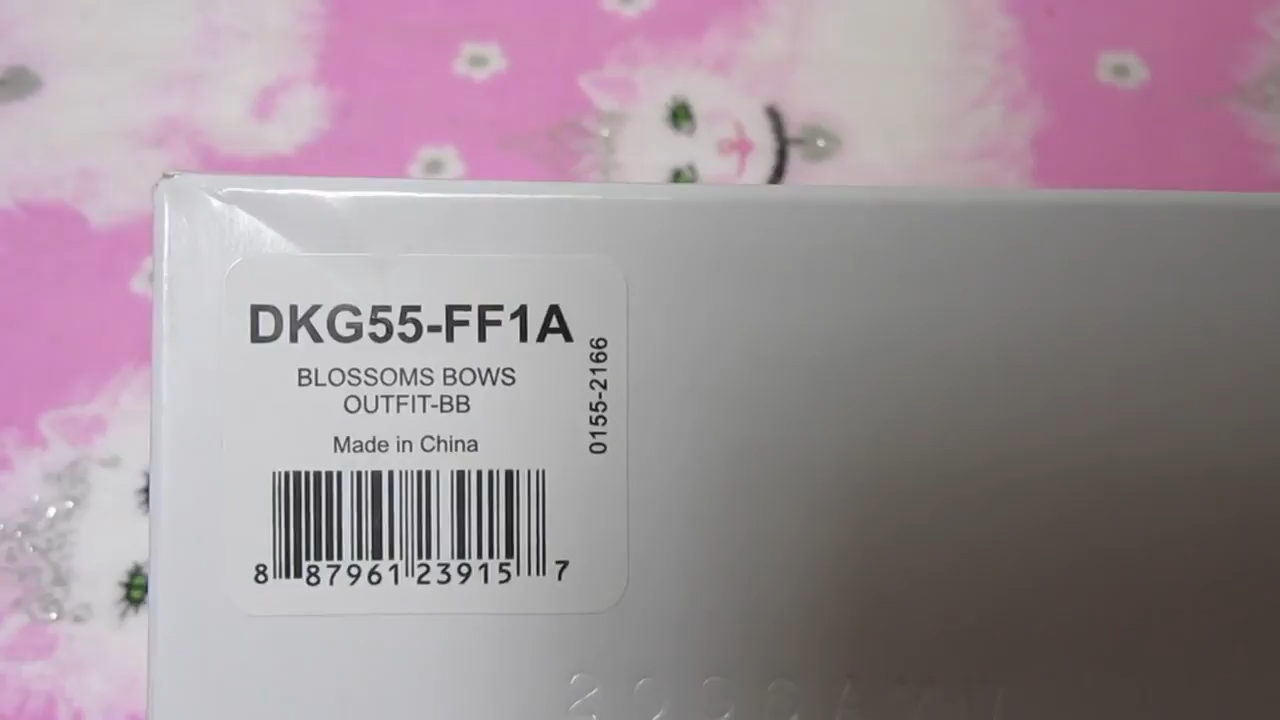 DKG55-FF1A
BLOSSOMS BOWS
OUTFIT-BB
Made in China
0155-2166
8 87961 23915 7